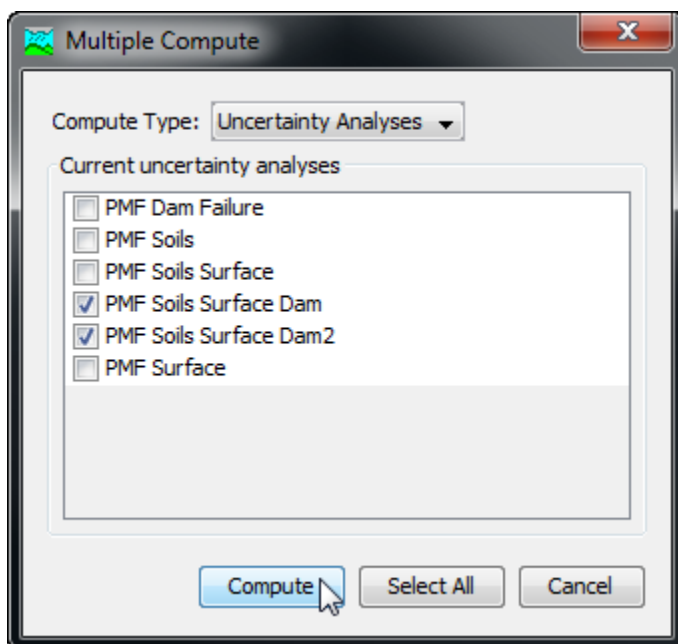 Multiple Compute
Compute Type: Uncertainty Analyses
Current uncertainty analyses
PMF Dam Failure
PMF Soils
PMF Soils Surface
PMF Soils Surface Dam
PMF Soils Surface Dam2
PMF Surface
Compute Select All Cancel